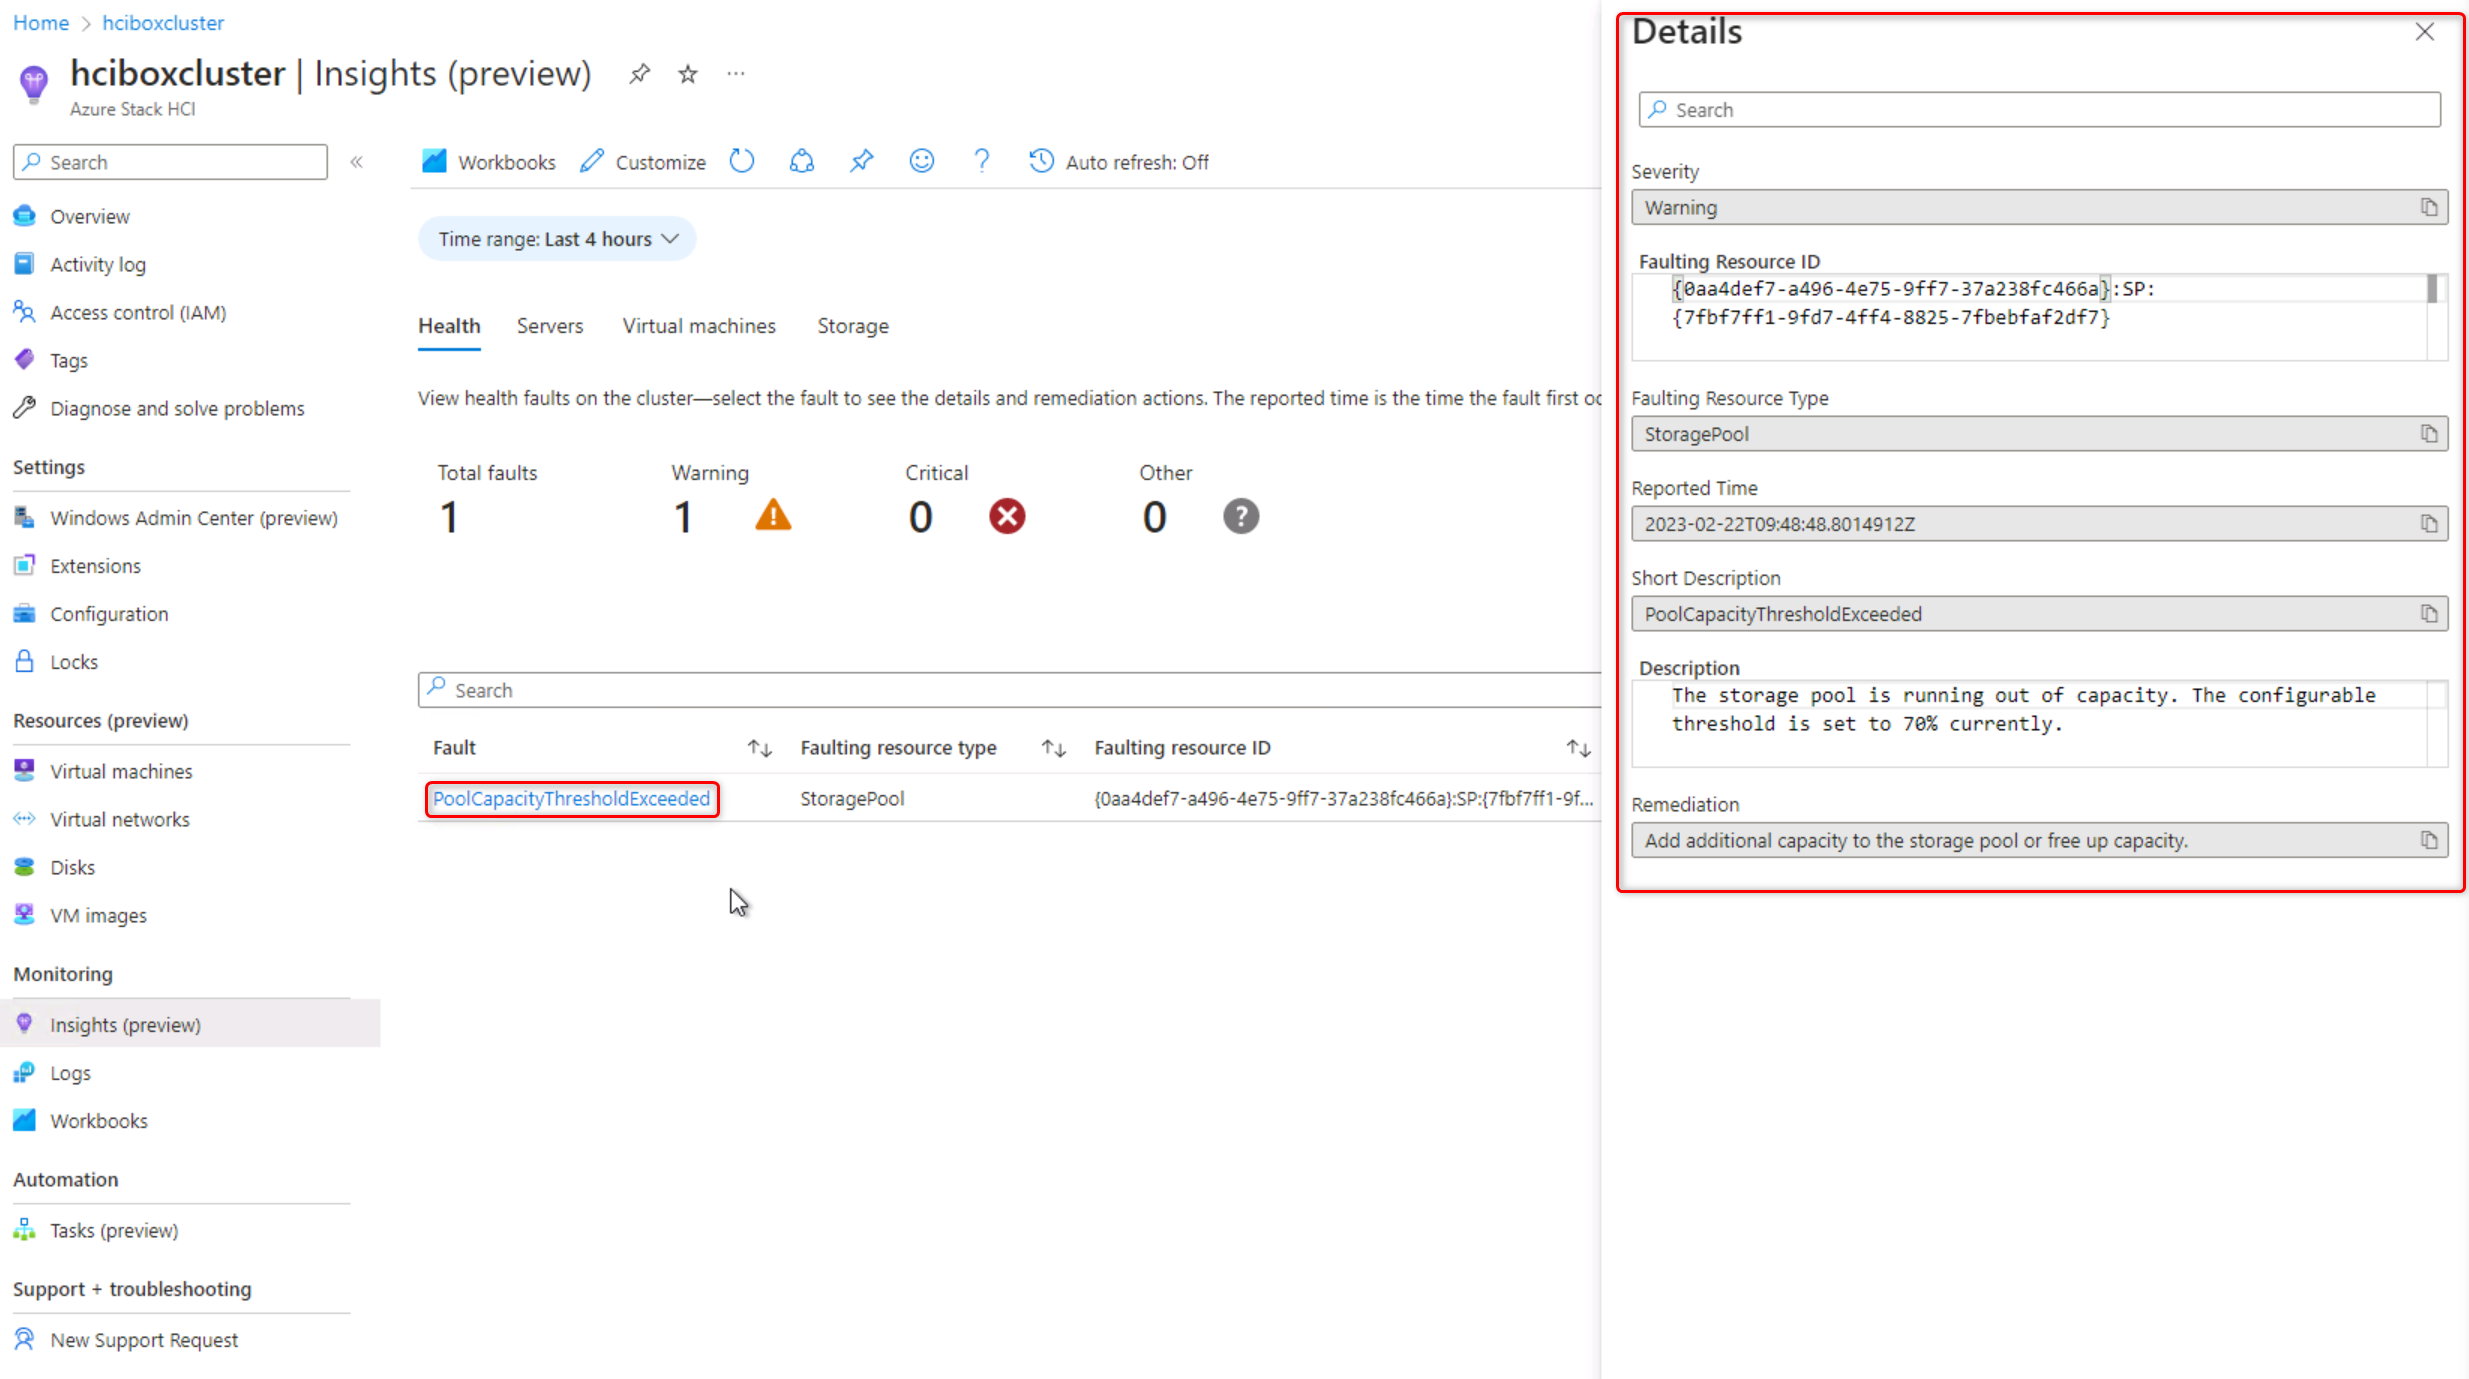 Home > hciboxcluster
hciboxcluster | Insights (preview)
Azure Stack HCI
Search
Overview
Activity log
Access control (IAM)
Tags
Diagnose and solve problems
Settings
Windows Admin Center (preview)
Extensions
Configuration
Locks
Resources (preview)
Virtual machines
Virtual networks
Disks
VM images
Monitoring
Insights (preview)
Logs
Workbooks
Automation
Tasks (preview)
Support + troubleshooting
New Support Request
Workbooks Customize Auto refresh: Off
Time range: Last 4 hours
Health Servers Virtual machines Storage
View health faults on the cluster—select the fault to see the details and remediation actions. The reported time is the time the fault first
Total faults Warning Critical Other
1 1 0 0
Search
Fault Faulting resource type Faulting resource ID
PoolCapacityThresholdExceeded StoragePool {0aa4def7-a496-4e75-9ff7-37a238fc466a}:SP:{7fbf7ff1-9f...
Details
Search
Severity
Warning
Faulting Resource ID
{0aa4def7-a496-4e75-9ff7-37a238fc466a}:SP:
{7fbf7ff1-9fd7-4ff4-8825-7fbebfaf2df7}
Faulting Resource Type
StoragePool
Reported Time
2023-02-22T09:48:48.8014912Z
Short Description
PoolCapacityThresholdExceeded
Description
The storage pool is running out of capacity. The configurable
threshold is set to 70% currently.
Remediation
Add additional capacity to the storage pool or free up capacity.